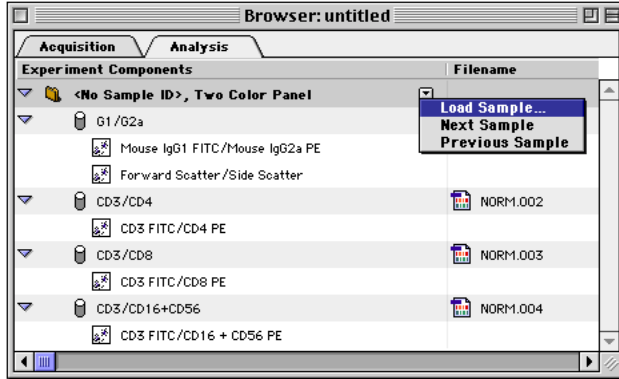 Browser: untitled
Acquisition Analysis
Experiment Components Filename
<No Sample ID>, Two Color Panel
Load Sample...
Next Sample
Previous Sample
G1/G2a
Mouse IgG1 FITC/Mouse IgG2a PE
Forward Scatter/Side Scatter
CD3/CD4 NORM.002
CD3 FITC/CD4 PE
CD3/CD8 NORM.003
CD3 FITC/CD8 PE
CD3/CD16+CD56 NORM.004
CD3 FITC/CD16 + CD56 PE